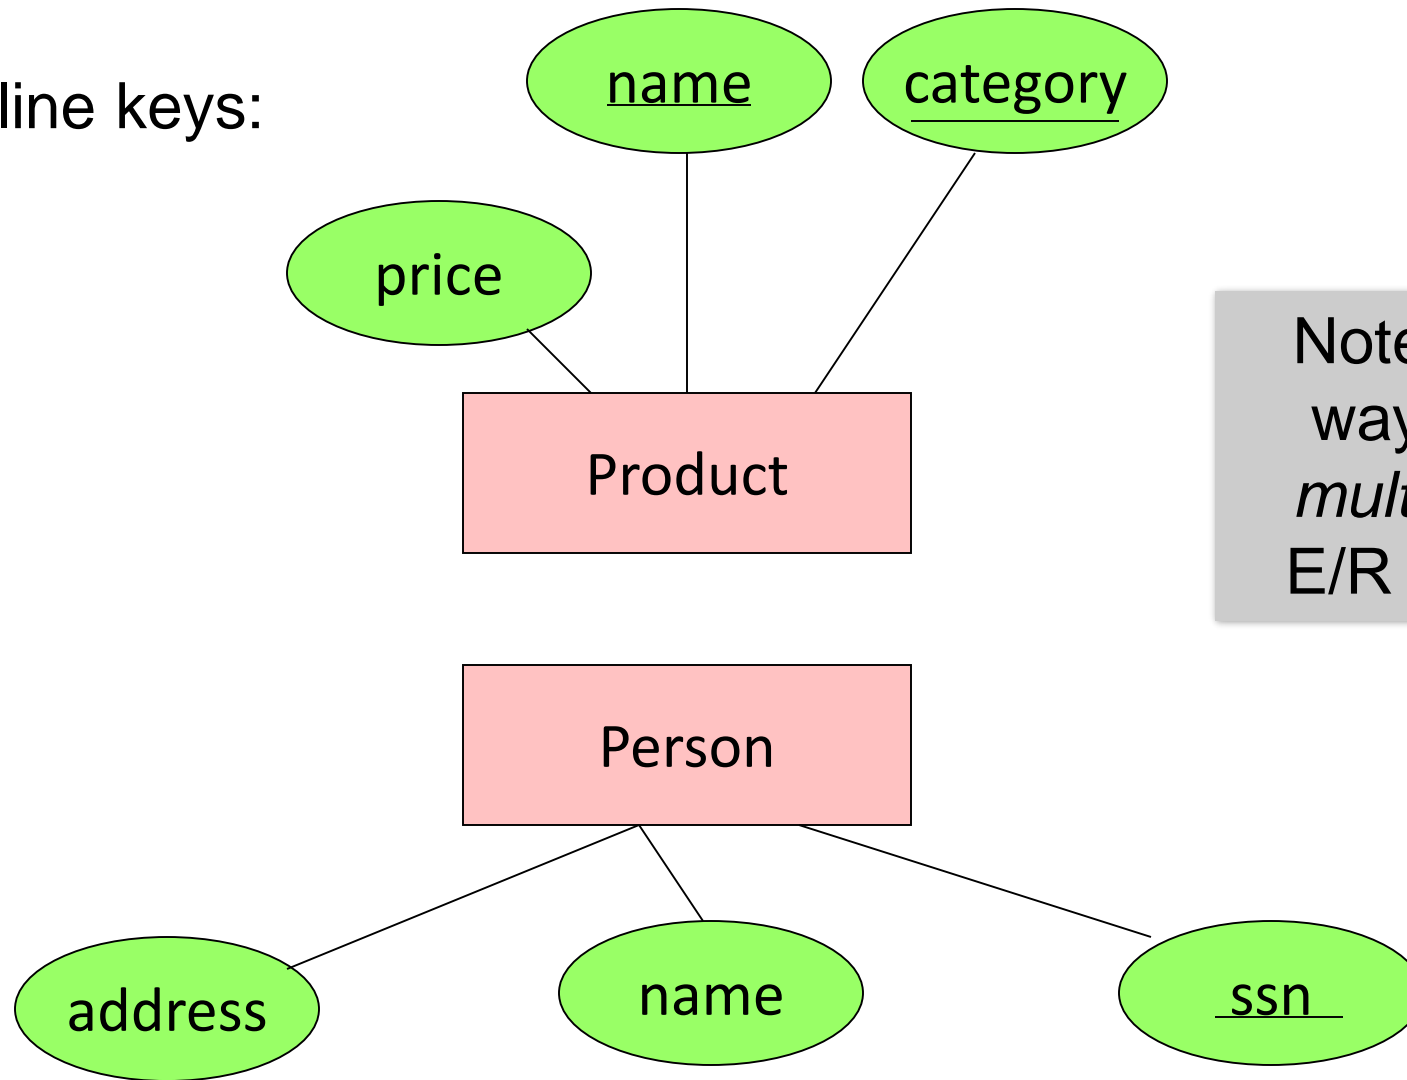 name
category
line keys:
price
Note
way
mult
E/R
Product
Person
address
name
ssn